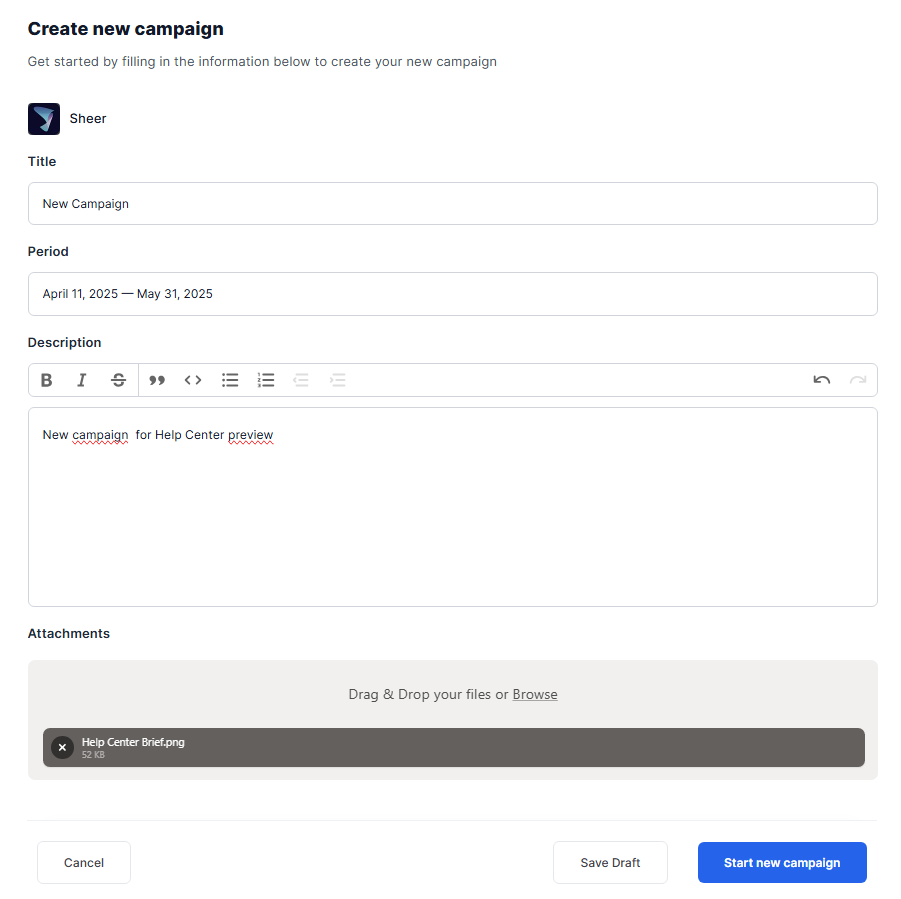 Create new campaign
Get started by filling in the information below to create your new campaign
Sheer
Title
New Campaign
Period
April 11, 2025 — May 31, 2025
Description
New campaign  for Help Center preview
Attachments
Drag & Drop your files or Browse
Help Center Brief.png
52 KB
Cancel
Save Draft
Start new campaign